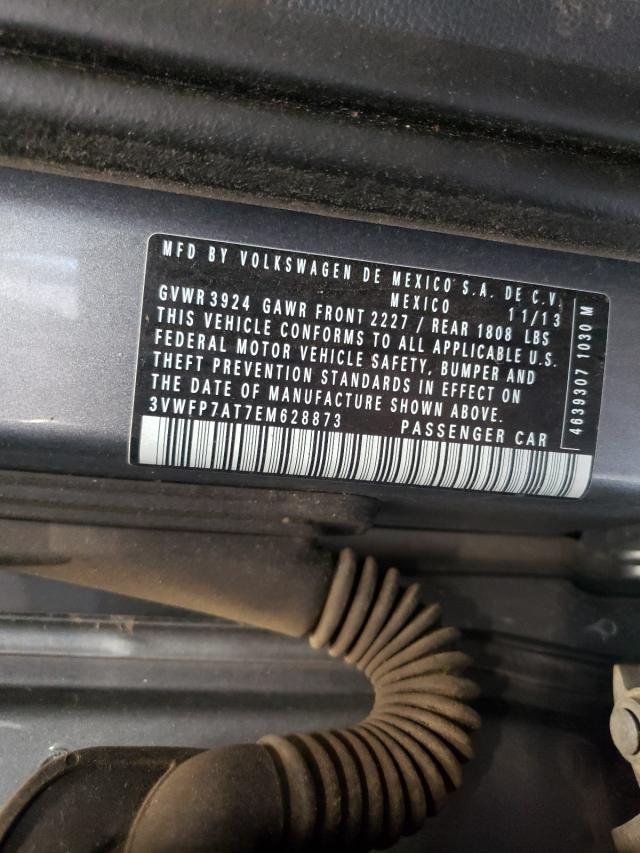 MFD BY VOLKSWAGEN DE MEXICO S.A. DE C.V.
MEXICO 11/13
GVWR 3924 GAWR FRONT 2227 / REAR 1808 LBS
THIS VEHICLE CONFORMS TO ALL APPLICABLE U.S.
FEDERAL MOTOR VEHICLE SAFETY, BUMPER AND
THEFT PREVENTION STANDARDS IN EFFECT ON
THE DATE OF MANUFACTURE SHOWN ABOVE.
3VWFP7AT7EM628873 PASSENGER CAR
4639307 1030 M